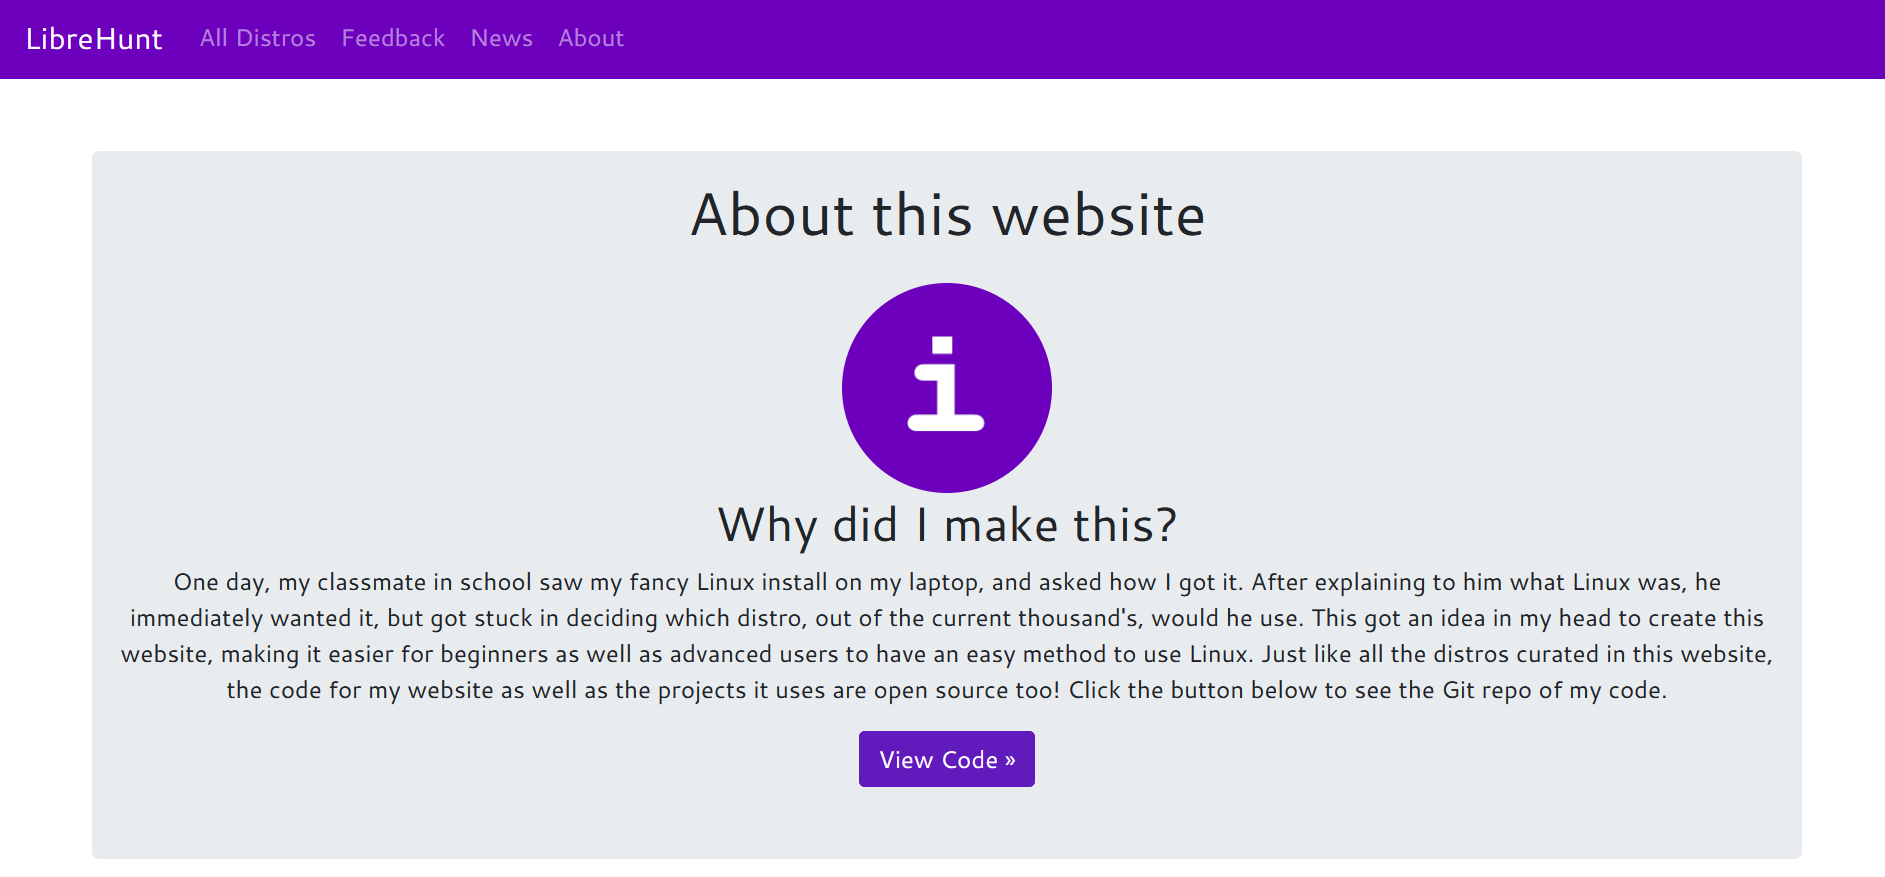 LibreHunt All Distros Feedback News About
About this website
i
Why did I make this?
One day, my classmate in school saw my fancy Linux install on my laptop, and asked how I got it. After explaining to him what Linux was, he
immediately wanted it, but got stuck in deciding which distro, out of the current thousand's, would he use. This got an idea in my head to create this
website, making it easier for beginners as well as advanced users to have an easy method to use Linux. Just like all the distros curated in this website,
the code for my website as well as the projects it uses are open source too! Click the button below to see the Git repo of my code.
View Code »